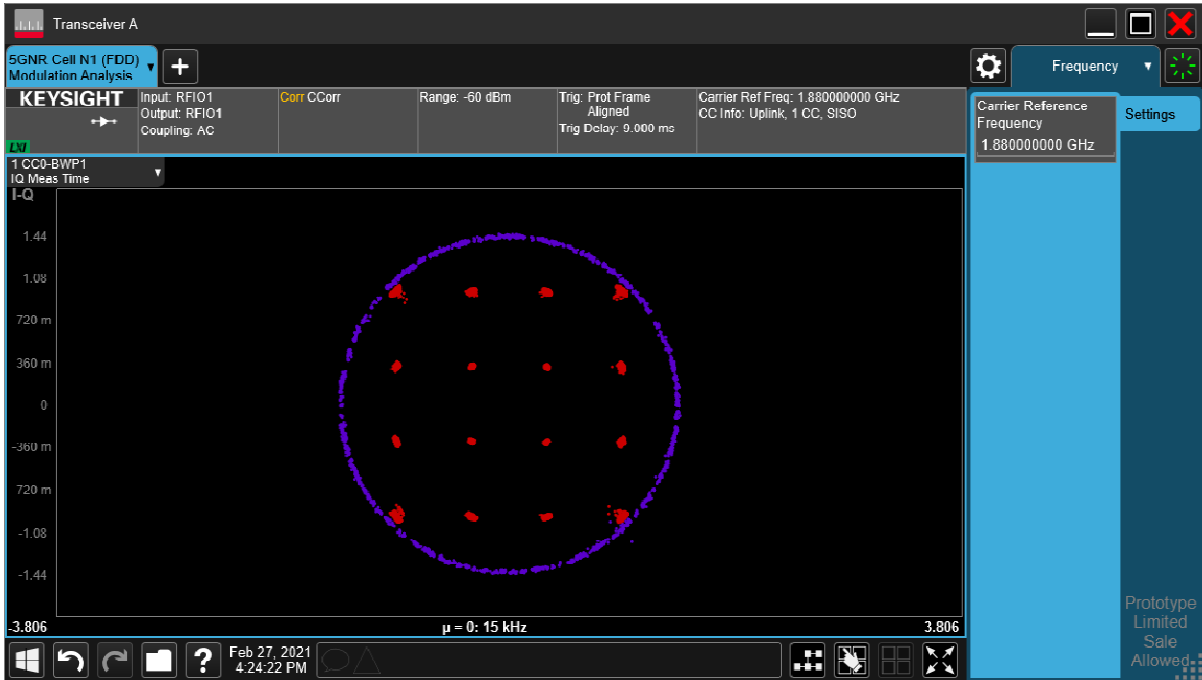 Transceiver A
5GNR Cell N1 (FDD)
Modulation Analysis
+
Frequency
KEYSIGHT
LXI
Input: RFIO1
Output: RFIO1
Coupling: AC
Corr CCorr
Range: -60 dBm
Trig: Prot Frame
Aligned
Trig Delay: 9.000 ms
Carrier Ref Freq: 1.880000000 GHz
CC Info: Uplink, 1 CC, SISO
Carrier Reference
Frequency
1.880000000 GHz
Settings
1 CC0-BWP1
IQ Meas Time
I-Q
1.44
1.08
720 m
360 m
0
-360 m
720 m
-1.08
-1.44
-3.806
µ = 0: 15 kHz
3.806
Prototype
Limited
Sale
Allowed
?
Feb 27, 2021
4:24:22 PM